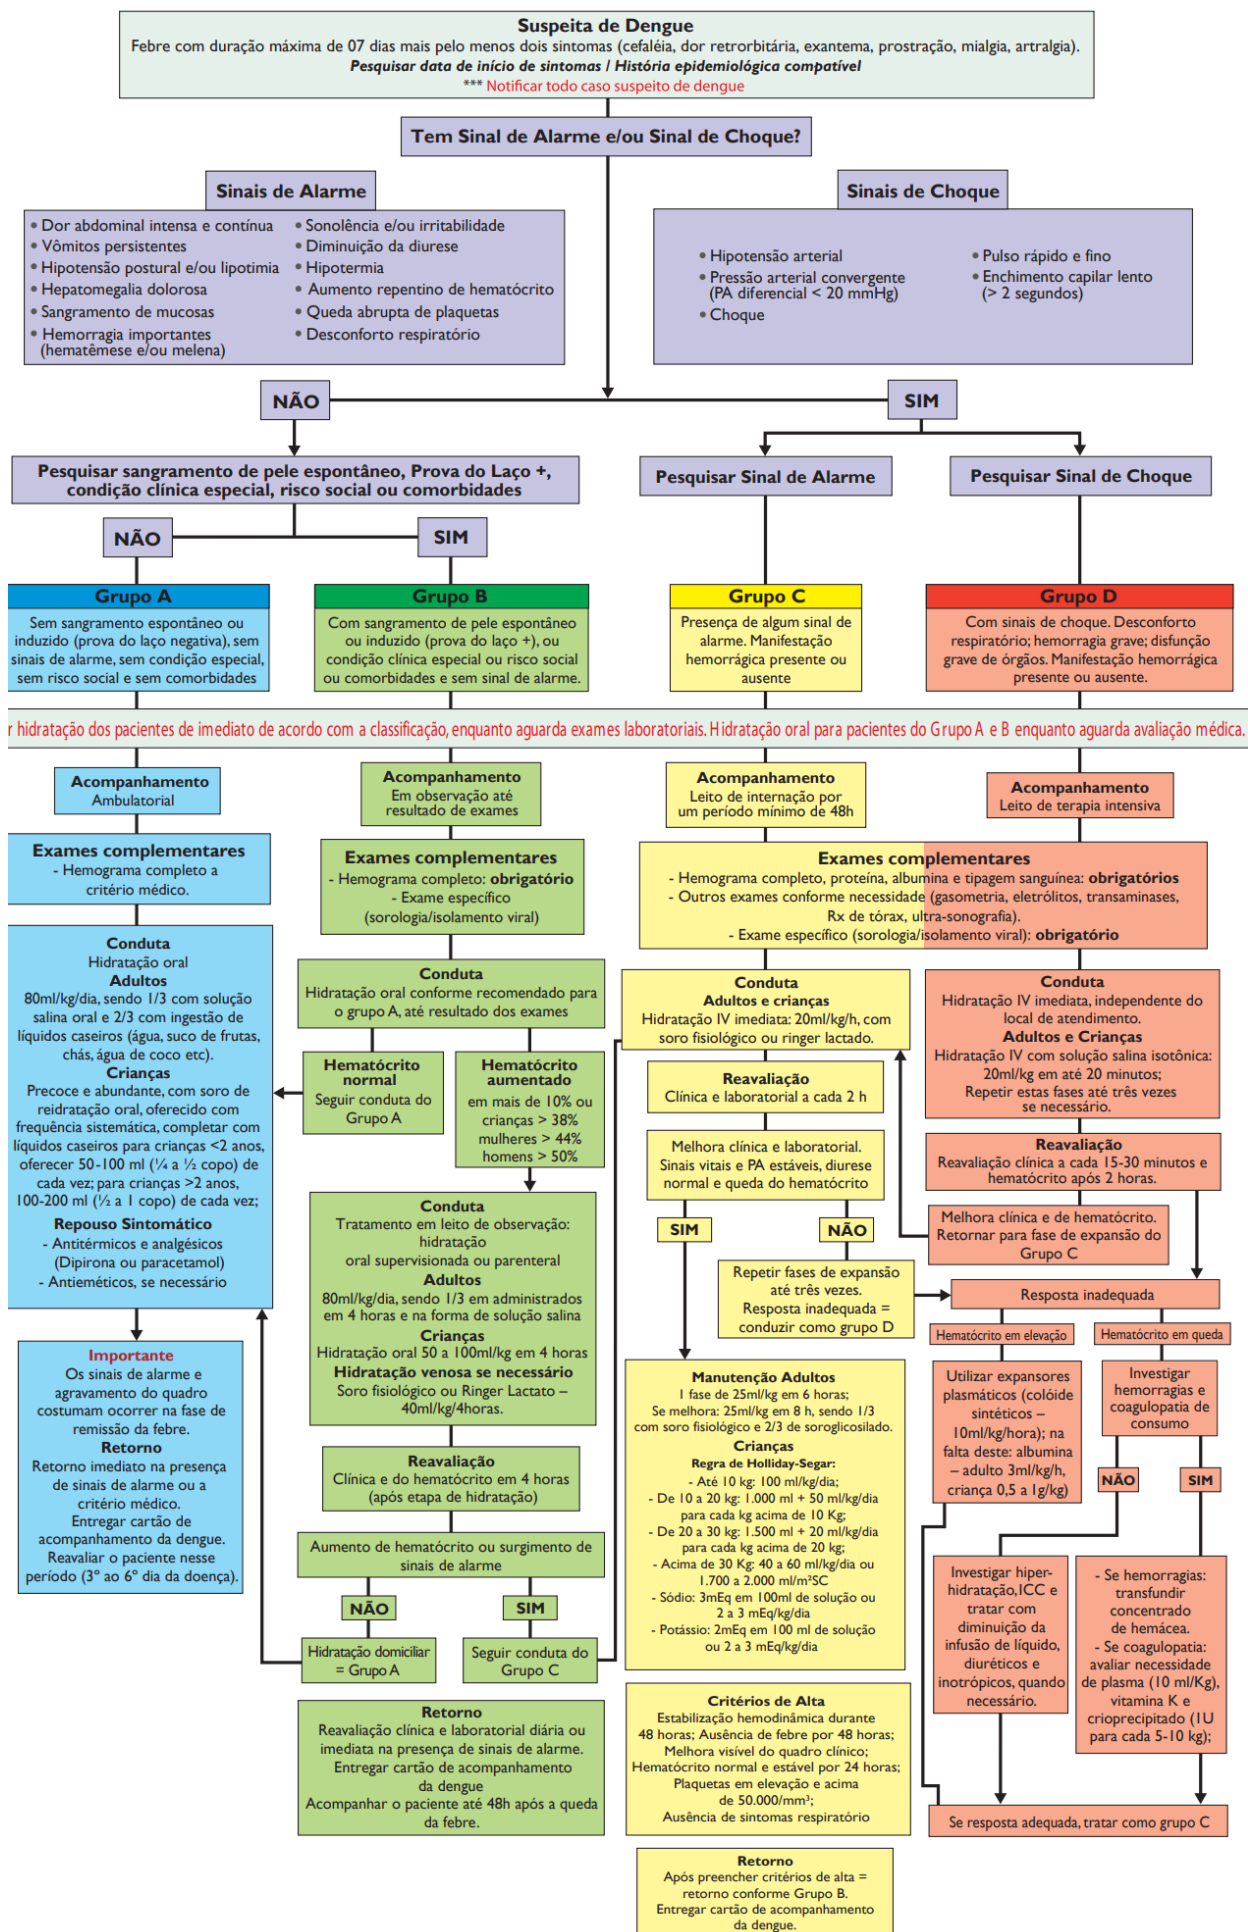 Suspeita de Dengue
Febre com duração máxima de 07 dias mais pelo menos dois sintomas (cefaléia, dor retrorbitária, exantema, prostração, mialgia, artralgia).
Pesquisar data de início de sintomas / História epidemiológica compatível
*** Notificar todo caso suspeito de dengue
Tem Sinal de Alarme e/ou Sinal de Choque?
Sinais de Alarme
• Dor abdominal intensa e contínua
• Vômitos persistentes
• Hipotensão postural e/ou lipotimia
• Hepatomegalia dolorosa
• Sangramento de mucosas
• Hemorragia importantes
(hematêmese e/ou melena)
• Sonolência e/ou irritabilidade
• Diminuição da diurese
• Hipotermia
• Aumento repentino de hematócrito
• Queda abrupta de plaquetas
• Desconforto respiratório
Sinais de Choque
• Hipotensão arterial
• Pressão arterial convergente
(PA diferencial < 20 mmHg)
• Choque
• Pulso rápido e fino
• Enchimento capilar lento
(> 2 segundos)
NÃO
SIM
Pesquisar sangramento de pele espontâneo, Prova do Laço +,
condição clínica especial, risco social ou comorbidades
Pesquisar Sinal de Alarme
Pesquisar Sinal de Choque
NÃO
SIM
Grupo A
Sem sangramento espontâneo ou
induzido (prova do laço negativa), sem
sinais de alarme, sem condição especial,
sem risco social e sem comorbidades
Grupo B
Com sangramento de pele espontâneo
ou induzido (prova do laço +), ou
condição clínica especial ou risco social
ou comorbidades e sem sinal de alarme.
Grupo C
Presença de algum sinal de
alarme. Manifestação
hemorrágica presente ou
ausente
Grupo D
Com sinais de choque. Desconforto
respiratório; hemorragia grave; disfunção
grave de órgãos. Manifestação hemorrágica
presente ou ausente.
r hidratação dos pacientes de imediato de acordo com a classificação, enquanto aguarda exames laboratoriais. Hidratação oral para pacientes do Grupo A e B enquanto aguarda avaliação médica.
Acompanhamento
Ambulatorial
Exames complementares
- Hemograma completo a
critério médico.
Conduta
Hidratação oral
Adultos
80ml/kg/dia, sendo 1/3 com solução
salina oral e 2/3 com ingestão de
líquidos caseiros (água, suco de frutas,
chás, água de coco etc).
Crianças
Precoce e abundante, com soro de
reidratação oral, oferecido com
frequência sistemática, completar com
líquidos caseiros para crianças <2 anos,
oferecer 50-100 ml (¼ a ½ copo) de
cada vez; para crianças >2 anos,
100-200 ml (½ a 1 copo) de cada vez;
Repouso Sintomático
- Antitérmicos e analgésicos
(Dipirona ou paracetamol)
- Antieméticos, se necessário
Importante
Os sinais de alarme e
agravamento do quadro
costumam ocorrer na fase de
remissão da febre.
Retorno
Retorno imediato na presença
de sinais de alarme ou a
critério médico.
Entregar cartão de
acompanhamento da dengue.
Reavaliar o paciente nesse
período (3º ao 6º dia da doença).
Acompanhamento
Em observação até
resultado de exames
Exames complementares
- Hemograma completo: obrigatório
- Exame específico
(sorologia/isolamento viral)
Conduta
Hidratação oral conforme recomendado para
o grupo A, até resultado dos exames
Hematócrito
normal
Seguir conduta do
Grupo A
Hematócrito
aumentado
em mais de 10% ou
crianças > 38%
mulheres > 44%
homens > 50%
Conduta
Tratamento em leito de observação:
hidratação
oral supervisionada ou parenteral
Adultos
80ml/kg/dia, sendo 1/3 em administrados
em 4 horas e na forma de solução salina
Crianças
Hidratação oral 50 a 100ml/kg em 4 horas
Hidratação venosa se necessário
Soro fisiológico ou Ringer Lactato –
40ml/kg/4horas.
Reavaliação
Clínica e do hematócrito em 4 horas
(após etapa de hidratação)
Aumento de hematócrito ou surgimento de
sinais de alarme
NÃO
SIM
Hidratação domiciliar
= Grupo A
Seguir conduta do
Grupo C
Retorno
Reavaliação clínica e laboratorial diária ou
imediata na presença de sinais de alarme.
Entregar cartão de acompanhamento
da dengue
Acompanhar o paciente até 48h após a queda
da febre.
Acompanhamento
Leito de internação por
um período mínimo de 48h
Acompanhamento
Leito de terapia intensiva
Exames complementares
- Hemograma completo, proteína, albumina e tipagem sanguínea: obrigatórios
- Outros exames conforme necessidade (gasometria, eletrólitos, transaminases,
Rx de tórax, ultra-sonografia).
- Exame específico (sorologia/isolamento viral): obrigatório
Conduta
Adultos e crianças
Hidratação IV imediata: 20ml/kg/h, com
soro fisiológico ou ringer lactado.
Reavaliação
Clínica e laboratorial a cada 2 h
Melhora clínica e laboratorial.
Sinais vitais e PA estáveis, diurese
normal e queda do hematócrito
SIM
NÃO
Repetir fases de expansão
até três vezes.
Resposta inadequada =
conduzir como grupo D
Manutenção Adultos
1 fase de 25ml/kg em 6 horas;
Se melhora: 25ml/kg em 8 h, sendo 1/3
com soro fisiológico e 2/3 de soroglicosilado.
Crianças
Regra de Holliday-Segar:
- Até 10 kg: 100 ml/kg/dia;
- De 10 a 20 kg: 1.000 ml + 50 ml/kg/dia
para cada kg acima de 10 Kg;
- De 20 a 30 kg: 1.500 ml + 20 ml/kg/dia
para cada kg acima de 20 kg;
- Acima de 30 Kg: 40 a 60 ml/kg/dia ou
1.700 a 2.000 ml/m²SC
- Sódio: 3mEq em 100ml de solução ou
2 a 3 mEq/kg/dia
- Potássio: 2mEq em 100 ml de solução
ou 2 a 3 mEq/kg/dia
Critérios de Alta
Estabilização hemodinâmica durante
48 horas; Ausência de febre por 48 horas;
Melhora visível do quadro clínico;
Hematócrito normal e estável por 24 horas;
Plaquetas em elevação e acima
de 50.000/mm³;
Ausência de sintomas respiratório
Retorno
Após preencher critérios de alta =
retorno conforme Grupo B.
Entregar cartão de acompanhamento
da dengue.
Conduta
Hidratação IV imediata, independente do
local de atendimento.
Adultos e Crianças
Hidratação IV com solução salina isotônica:
20ml/kg em até 20 minutos;
Repetir estas fases até três vezes
se necessário.
Reavaliação
Reavaliação clínica a cada 15-30 minutos e
hematócrito após 2 horas.
Melhora clínica e de hematócrito.
Retornar para fase de expansão do
Grupo C
Resposta inadequada
Hematócrito em elevação
Hematócrito em queda
Utilizar expansores
plasmáticos (colóide
sintéticos –
10ml/kg/hora); na
falta deste: albumina
– adulto 3ml/kg/h,
criança 0,5 a 1g/kg)
Investigar
hemorragias e
coagulopatia de
consumo
NÃO
SIM
Investigar hiper-
hidratação, ICC e
tratar com
diminuição da
infusão de líquido,
diuréticos e
inotrópicos, quando
necessário.
- Se hemorragias:
transfundir
concentrado
de hemácea.
- Se coagulopatia:
avaliar necessidade
de plasma (10 ml/Kg),
vitamina K e
crioprecipitado (1U
para cada 5-10 kg);
Se resposta adequada, tratar como grupo C